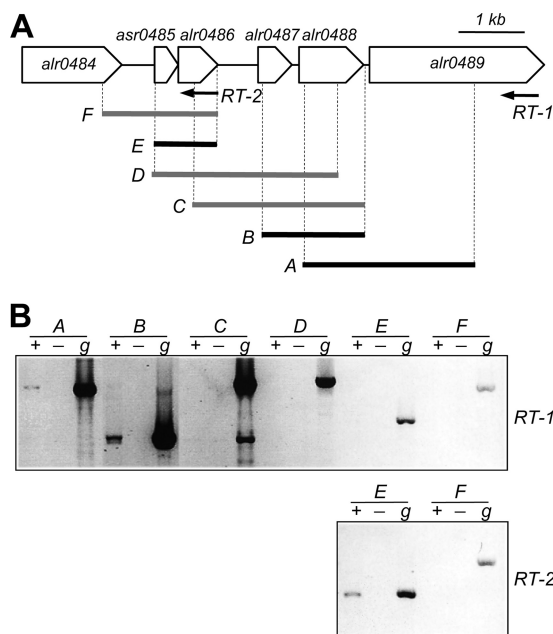 A
1 kb
asr0485 alr0486 alr0487 alr0488
alr0484 alr0489
RT-2 RT-1
F
E
D
C
B
A
B
A B C D E F
+ – g + – g + – g + – g + – g + – g
RT-1
E F
+ – g + – g
RT-2